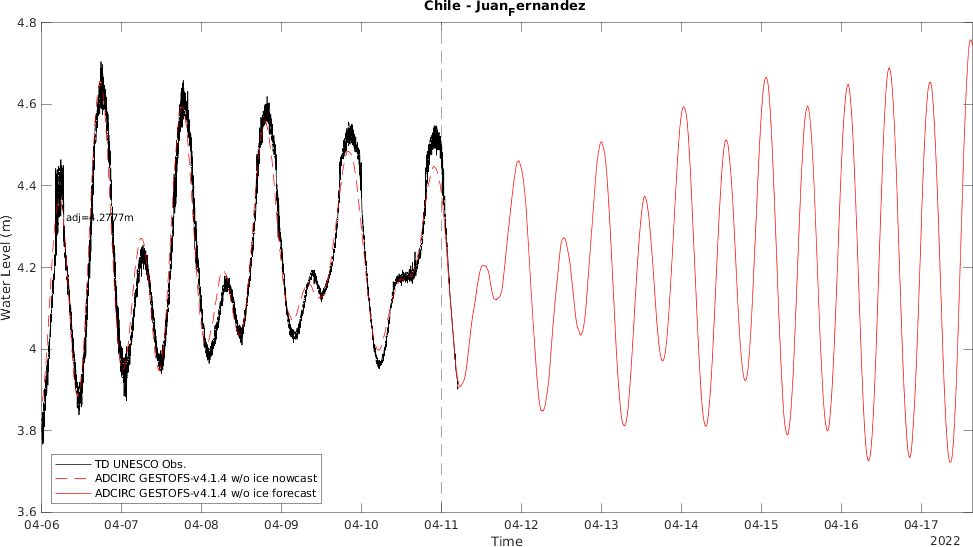 Chile - JuanFernandez
4.8
4.6
4.4
4.2
4
3.8
3.6
Water Level (m)
adj=4.2777m
TD UNESCO Obs.
ADCIRC GESTOFS-v4.1.4 w/o ice nowcast
ADCIRC GESTOFS-v4.1.4 w/o ice forecast
04-06 04-07 04-08 04-09 04-10 04-11 04-12 04-13 04-14 04-15 04-16 04-17
Time
2022